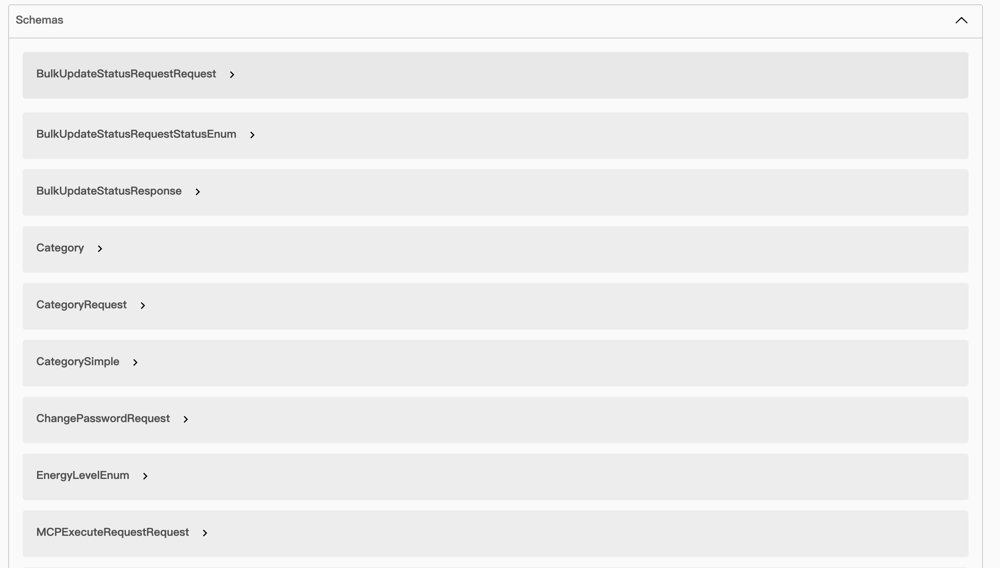 Schemas
BulkUpdateStatusRequestRequest
BulkUpdateStatusRequestStatusEnum
BulkUpdateStatusResponse
Category
CategoryRequest
CategorySimple
ChangePasswordRequest
EnergyLevelEnum
MCPExecuteRequestRequest